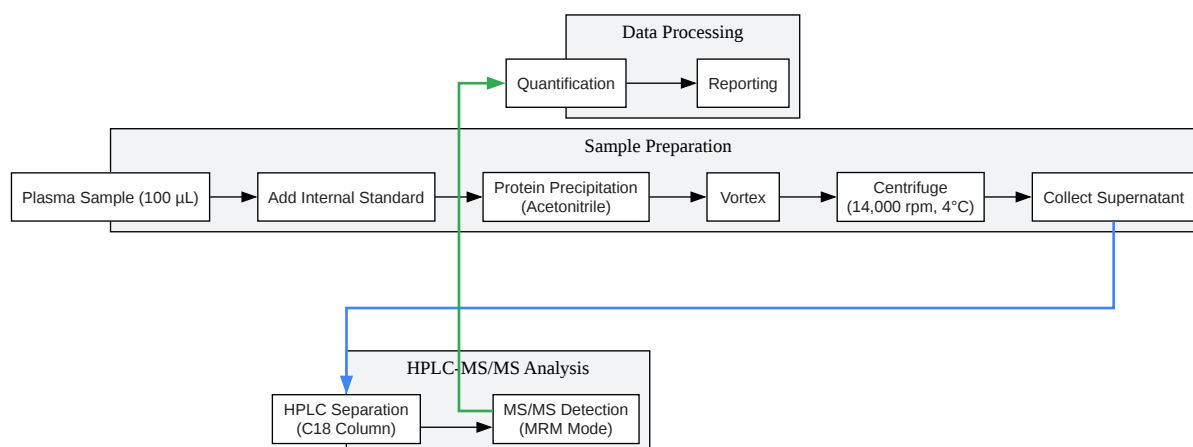 Data Processing
Quantification
Reporting
Sample Preparation
Plasma Sample (100 µL)
Add Internal Standard
Protein Precipitation
(Acetonitrile)
Vortex
Centrifuge
(14,000 rpm, 4°C)
Collect Supernatant
HPLC-MS/MS Analysis
HPLC Separation
(C18 Column)
MS/MS Detection
(MRM Mode)